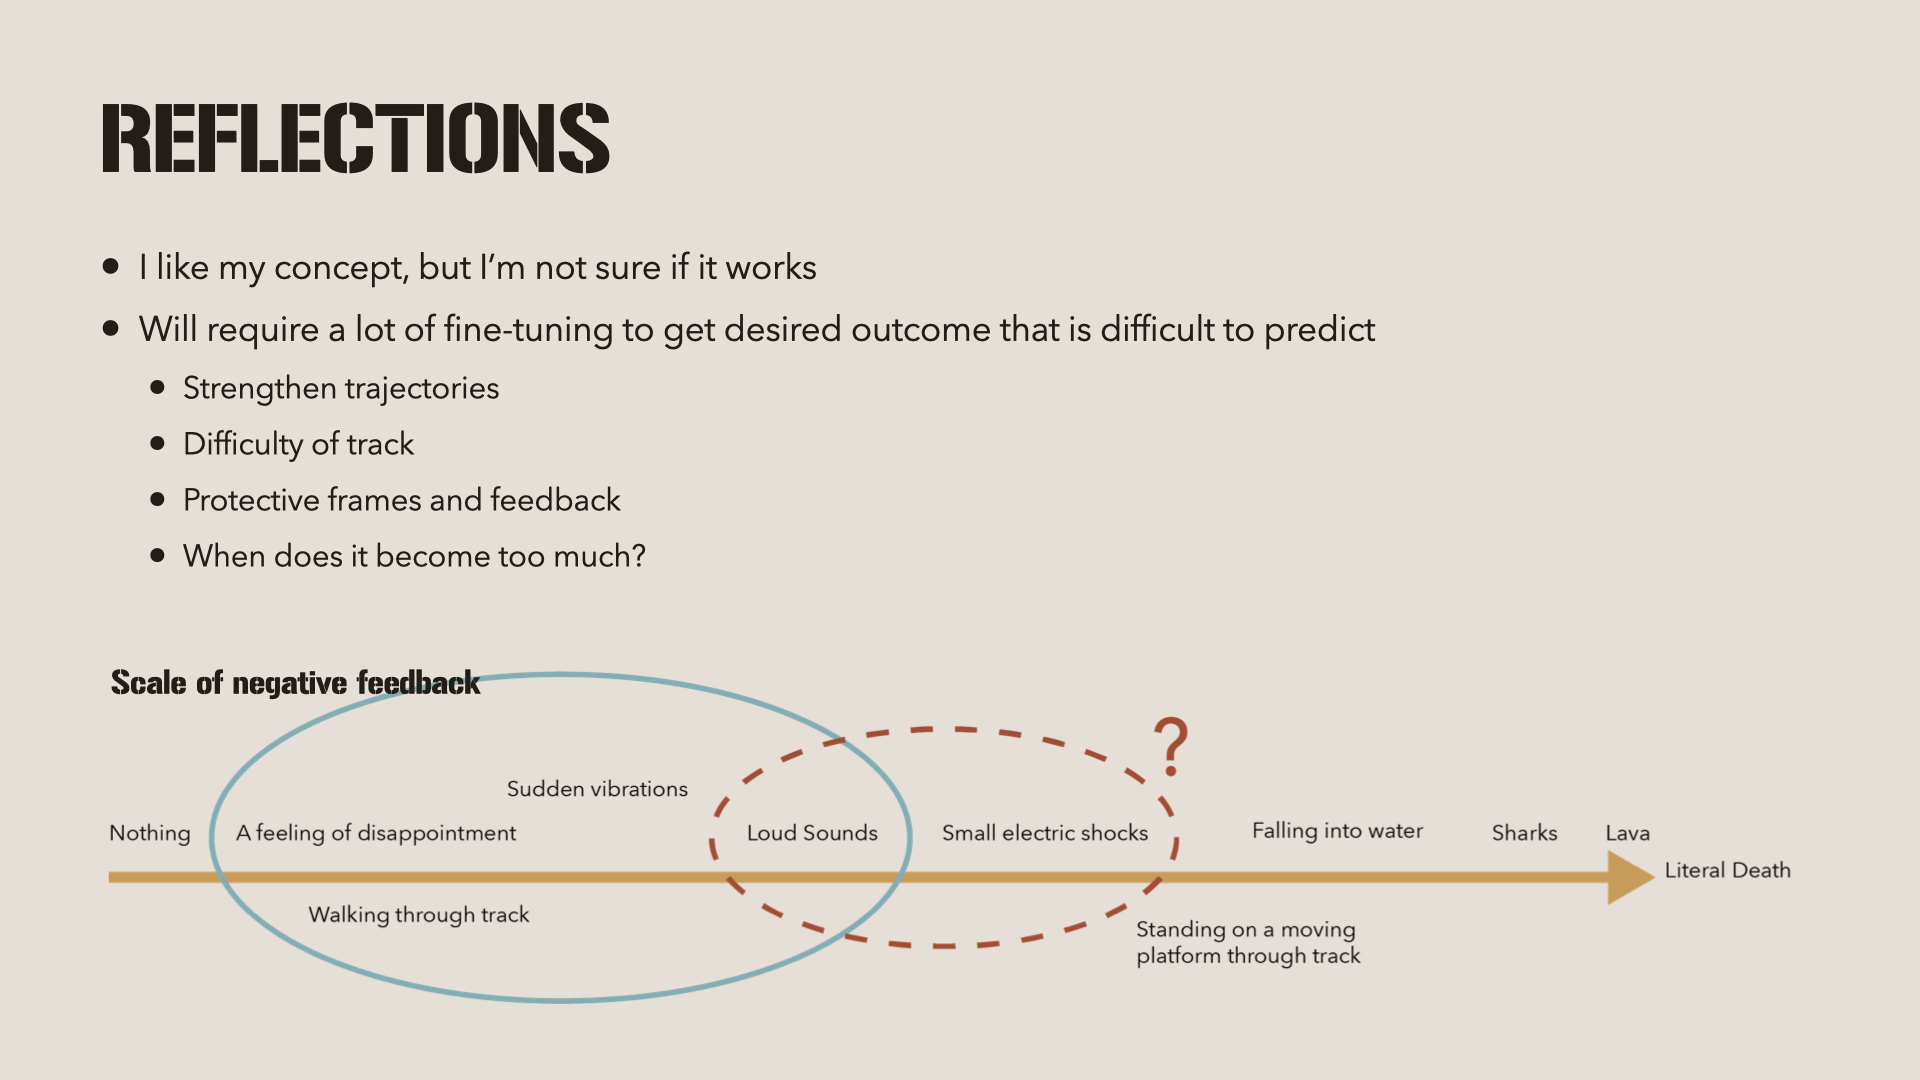 REFLECTIONS
• I like my concept, but I’m not sure if it works
• Will require a lot of fine-tuning to get desired outcome that is difficult to predict
• Strengthen trajectories
• Difficulty of track
• Protective frames and feedback
• When does it become too much?
Scale of negative feedback
?
Sudden vibrations
Nothing
A feeling of disappointment
Loud Sounds
Small electric shocks
Falling into water
Sharks
Lava
Literal Death
Walking through track
Standing on a moving
platform through track